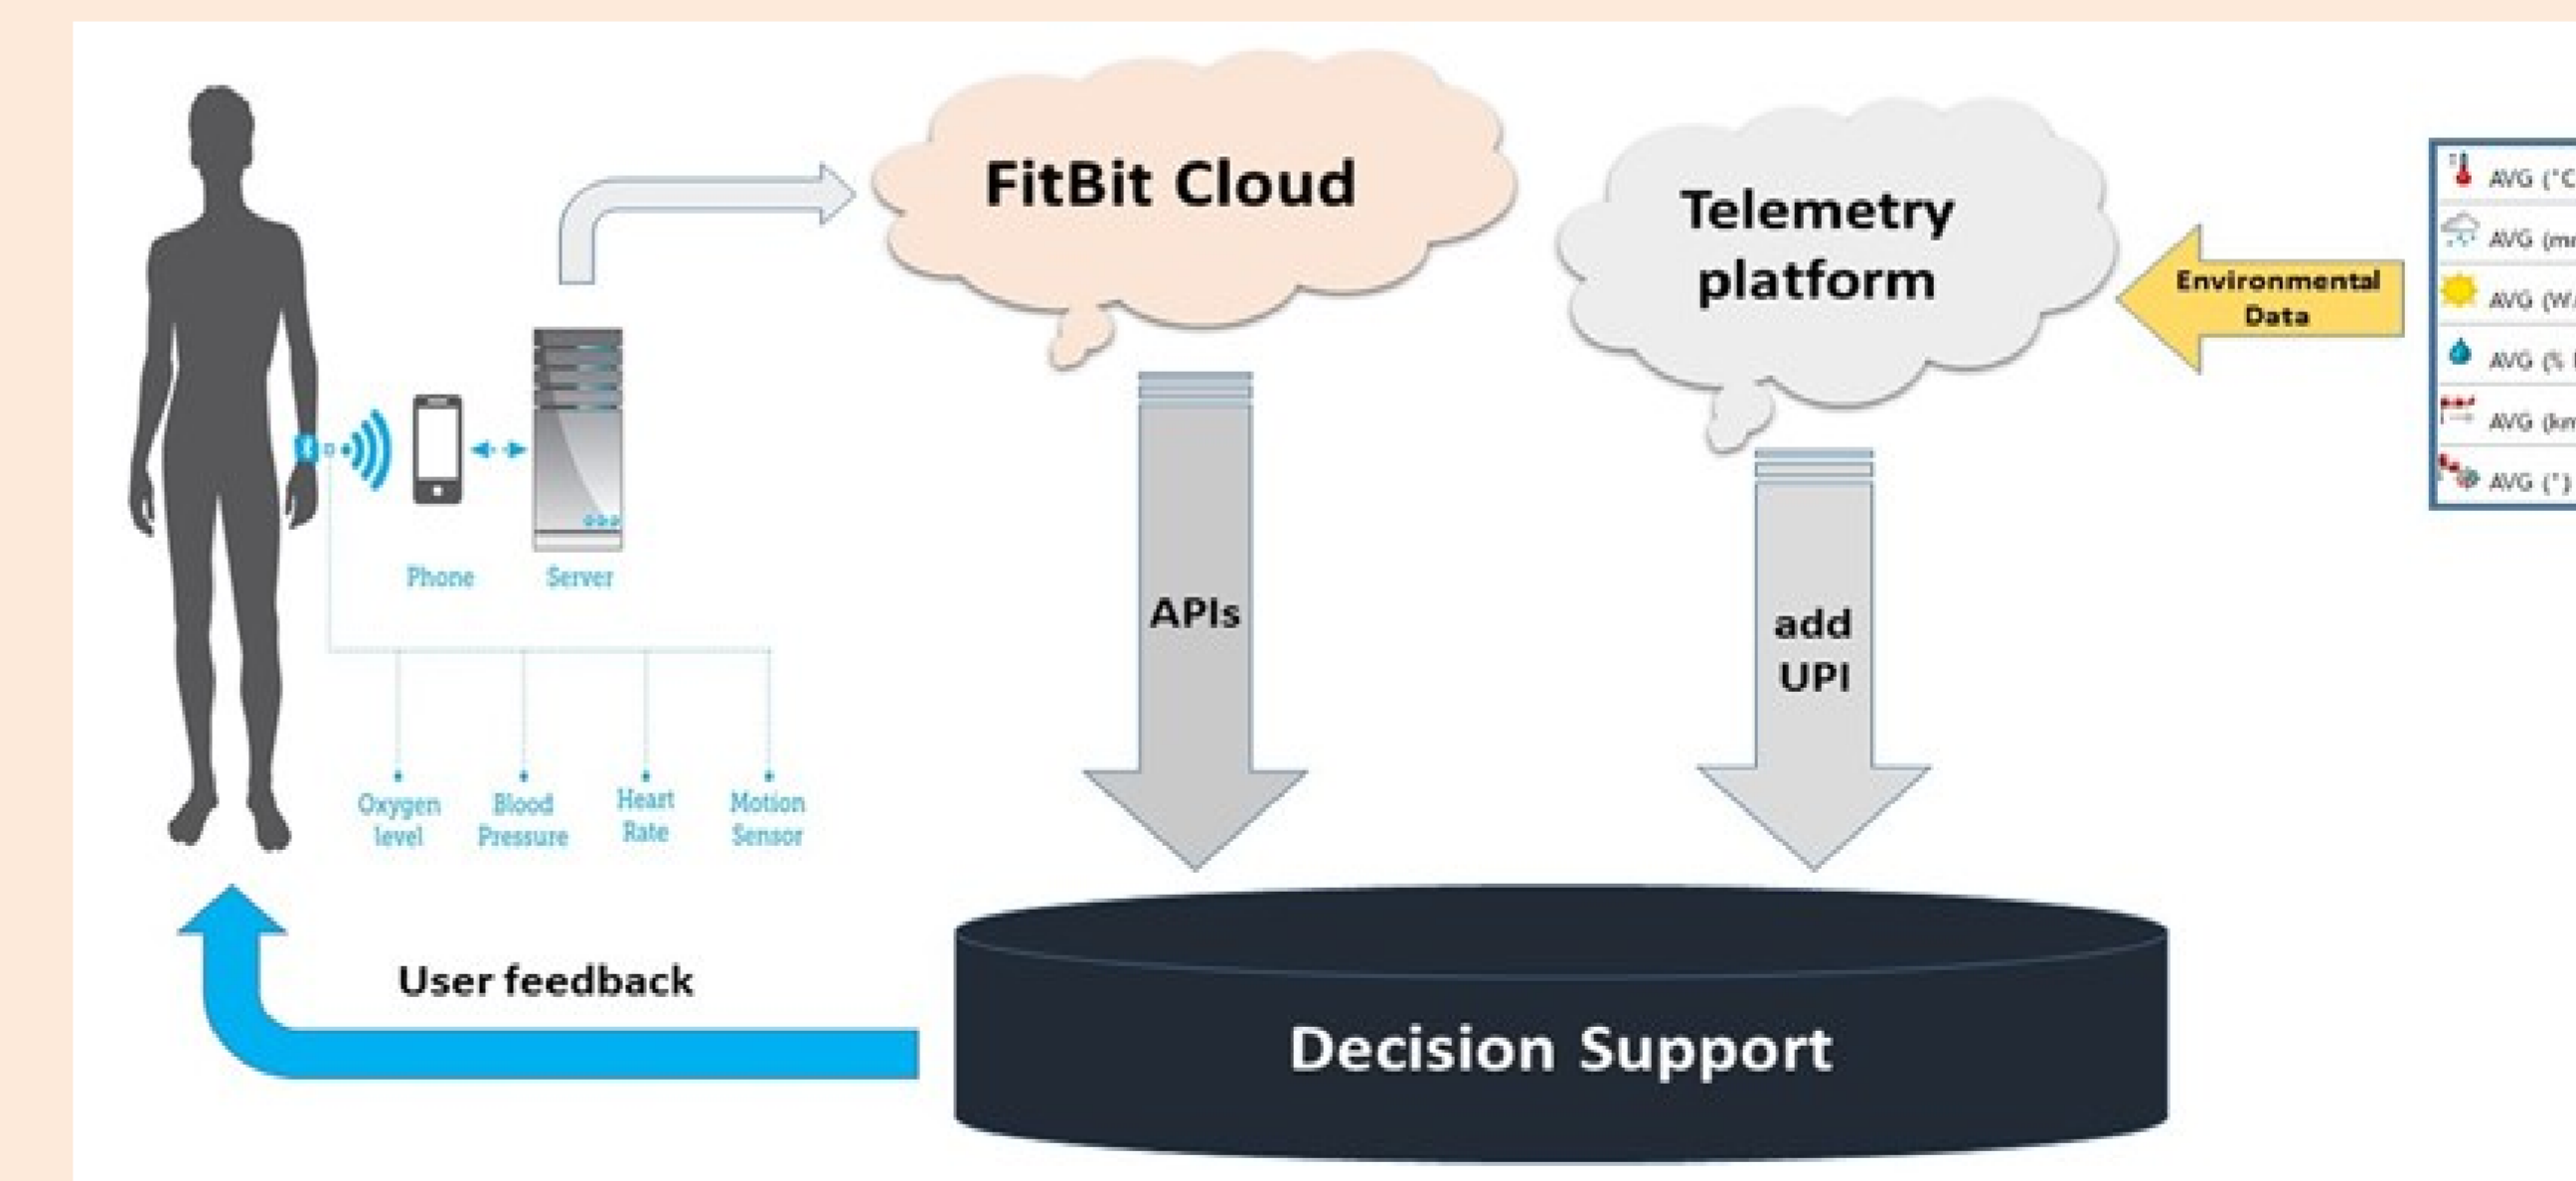 FitBit Cloud
Telemetry
platform
Environmental
Data
AVG (°C
AVG
AVG
AVG (%
AVG
AVG (°)
Phone
Server
APIs
add
UPI
Oxygen
level
Blood
Pressure
Heart
Rate
Motion
Sensor
User feedback
Decision Support